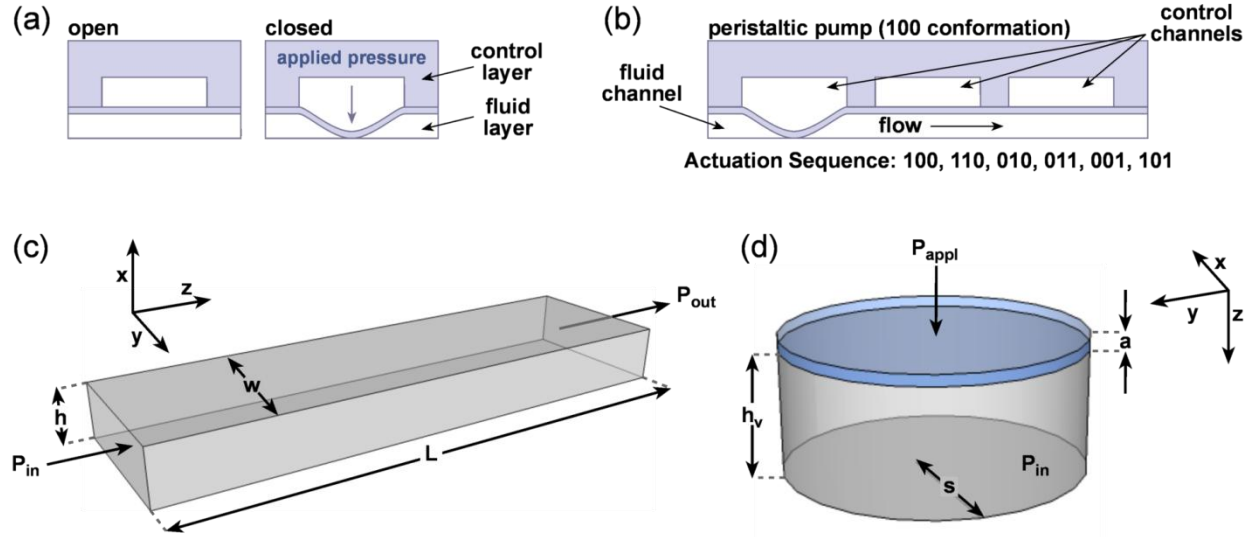 (a)
open
closed
applied pressure
control
layer
fluid
layer
(b)
peristaltic pump (100 conformation)
control
channels
fluid
channel
flow
Actuation Sequence: 100, 110, 010, 011, 001, 101
(c)
x
z
y
h
w
L
P_in
P_out
(d)
P_appl
x
y
z
a
h_v
s
P_in